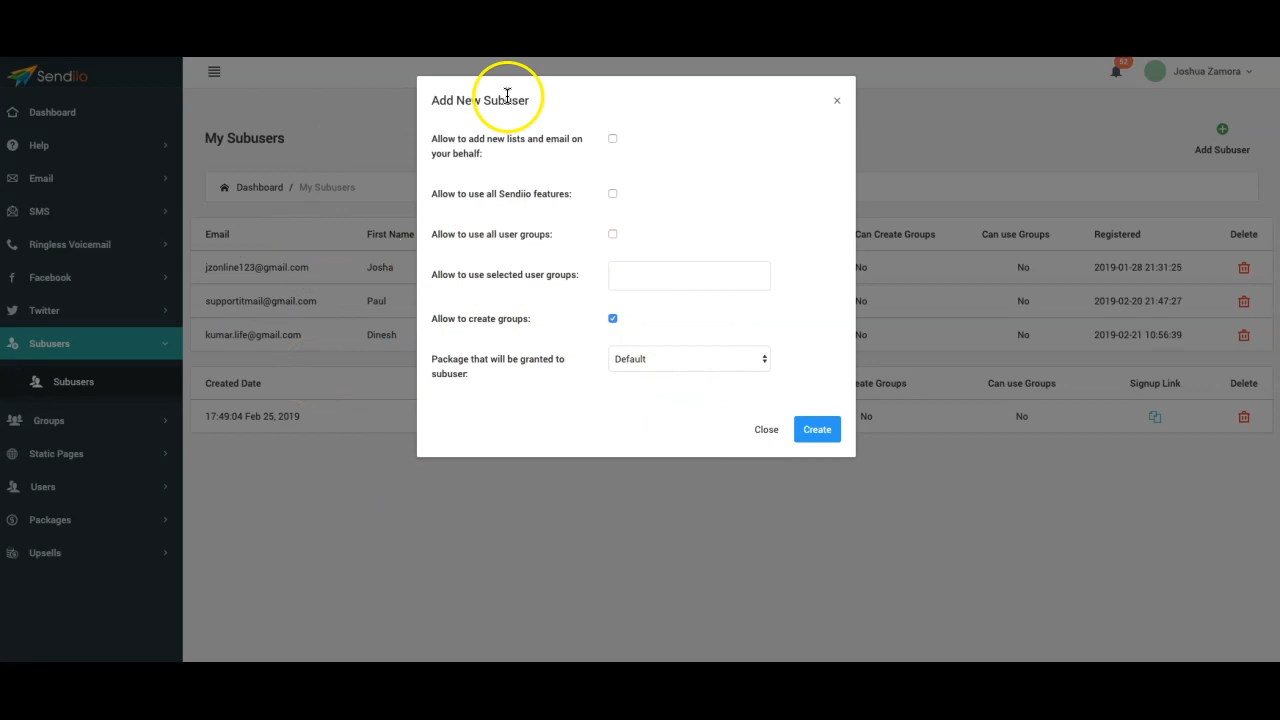 Sendiio
52
Joshua Zamora
Dashboard
Help
Email
SMS
Ringless Voicemail
Facebook
Twitter
Subusers
Subusers
Groups
Static Pages
Users
Packages
Upsells
My Subusers
Add Subuser
Dashboard / My Subusers
Email First Name Can Create Groups Can use Groups Registered Delete
jzonline123@gmail.com Josha No No 2019-01-28 21:31:25
supportitmail@gmail.com Paul No No 2019-02-20 21:47:27
kumar.life@gmail.com Dinesh No No 2019-02-21 10:56:39
Created Date eate Groups Can use Groups Signup Link Delete
17:49:04 Feb 25, 2019 No No
Add New Subuser
×
Allow to add new lists and email on
your behalf:
Allow to use all Sendiio features:
Allow to use all user groups:
Allow to use selected user groups:
Allow to create groups:
Package that will be granted to
subuser:
Default
Close
Create